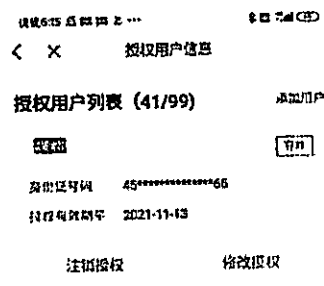 授权用户信息
授权用户列表（41/99） 添加用户
身份证号码 45**************66
授权有效期至 2021-11-13
注销授权 修改授权